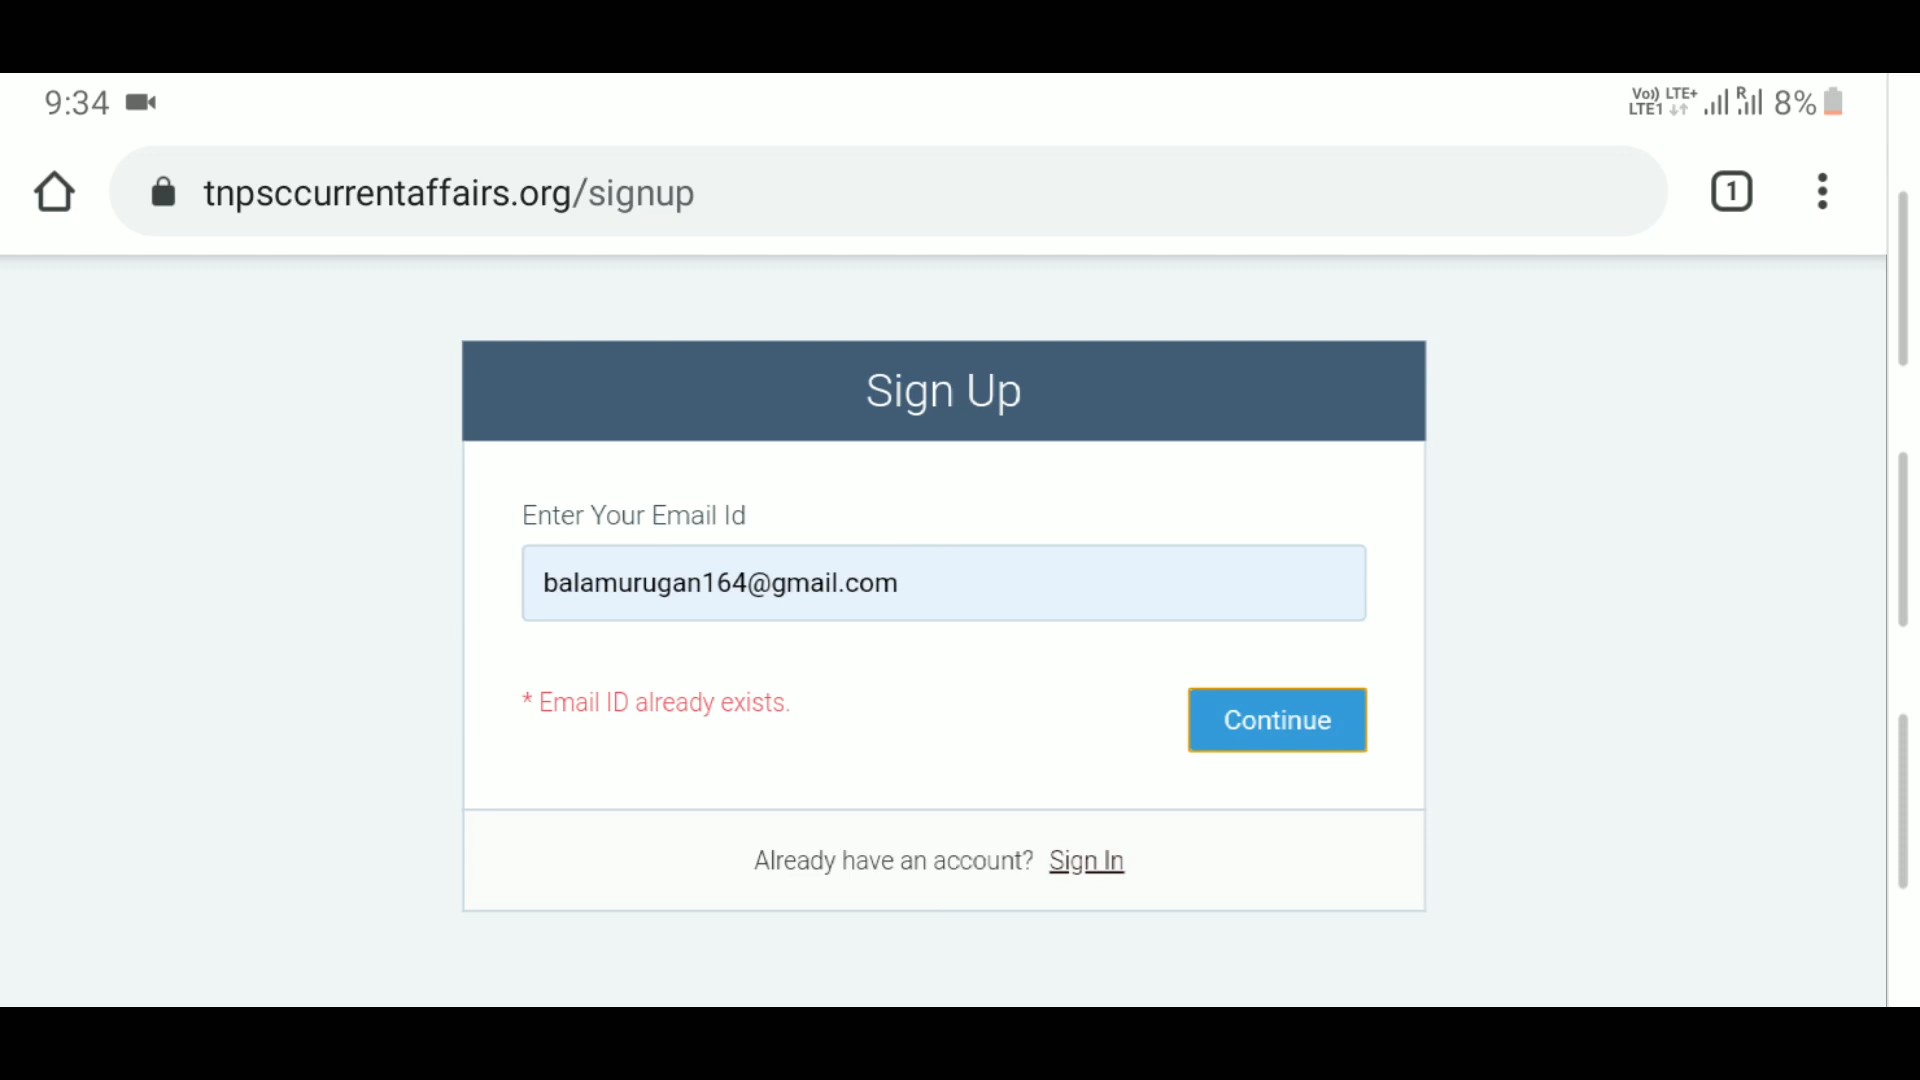 9:34
Vo)) LTE+
LTE1
R
8%
tnpsccurrentaffairs.org/signup
1
Sign Up
Enter Your Email Id
balamurugan164@gmail.com
* Email ID already exists.
Continue
Already have an account? Sign In